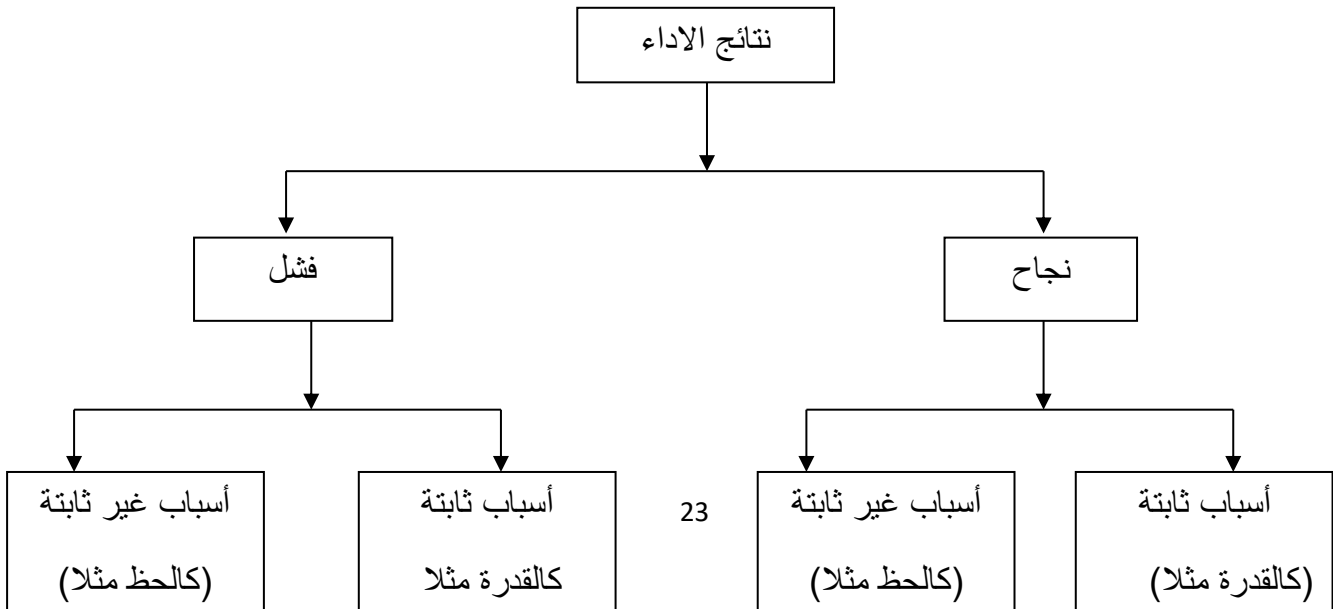 نتائج الاداء
نجاح
فشل
أسباب ثابتة
(كالقدرة مثلا)
أسباب غير ثابتة
(كالحظ مثلا)
23
أسباب ثابتة
كالقدرة مثلا
أسباب غير ثابتة
(كالحظ مثلا)